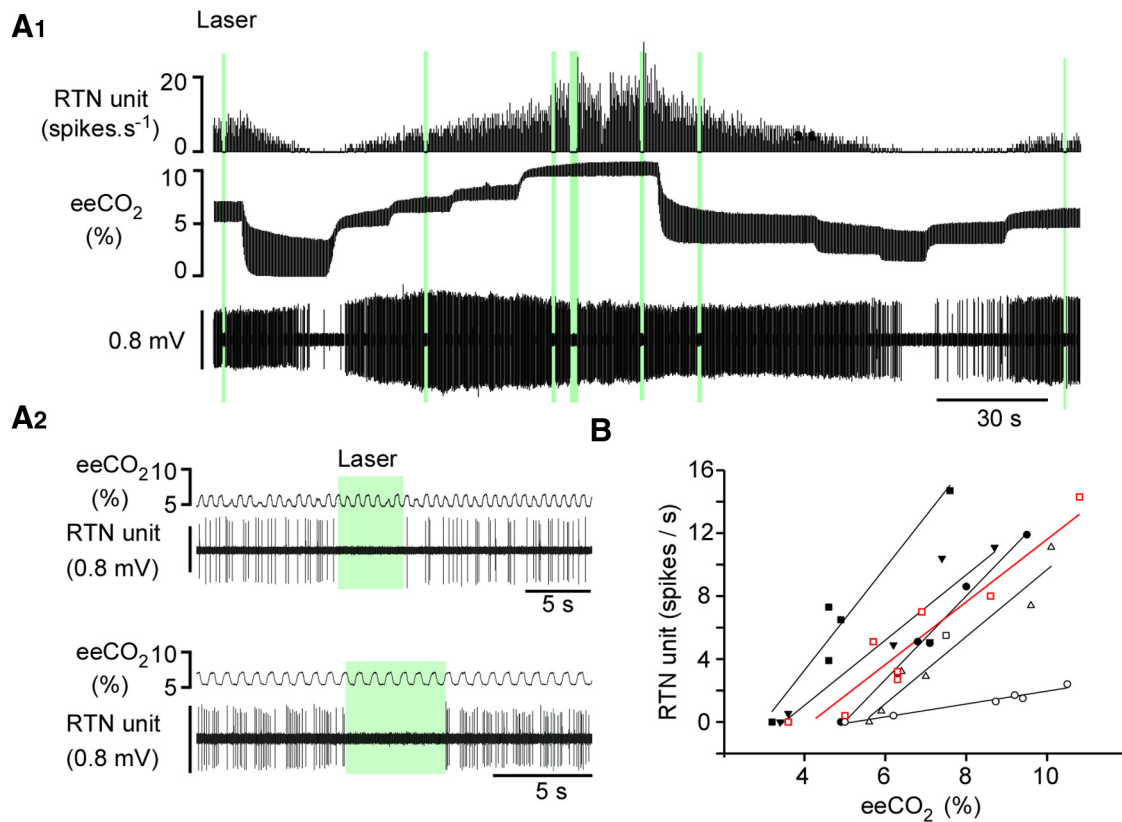 A1
Laser
RTN unit
(spikes.s-1)
20
0
eeCO2
(%)
10
5
0
0.8 mV
30 s
A2
Laser
eeCO2
(%)
10
5
RTN unit
(0.8 mV)
5 s
eeCO2
(%)
10
5
RTN unit
(0.8 mV)
5 s
B
RTN unit (spikes / s)
16
12
8
4
0
4 6 8 10
eeCO2 (%)